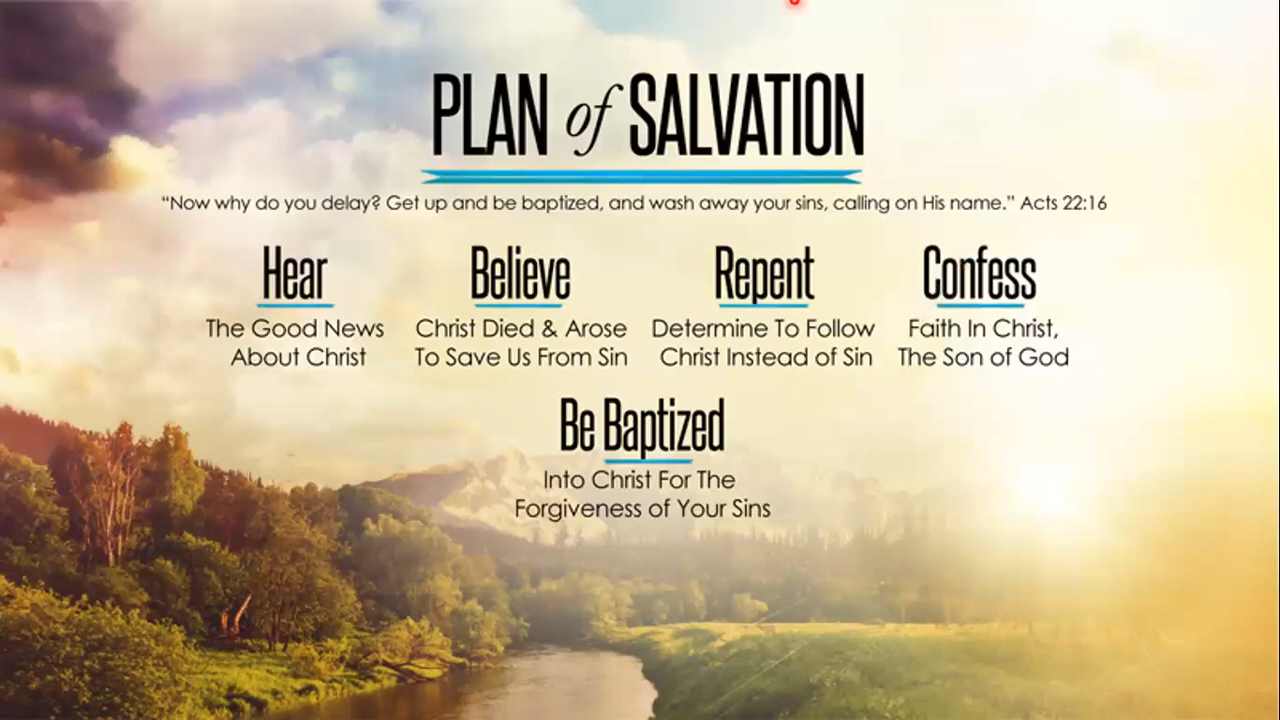 PLAN of SALVATION
“Now why do you delay? Get up and be baptized, and wash away your sins, calling on His name.” Acts 22:16
Hear
The Good News
About Christ
Believe
Christ Died & Arose
To Save Us From Sin
Repent
Determine To Follow
Christ Instead of Sin
Confess
Faith In Christ,
The Son of God
Be Baptized
Into Christ For The
Forgiveness of Your Sins